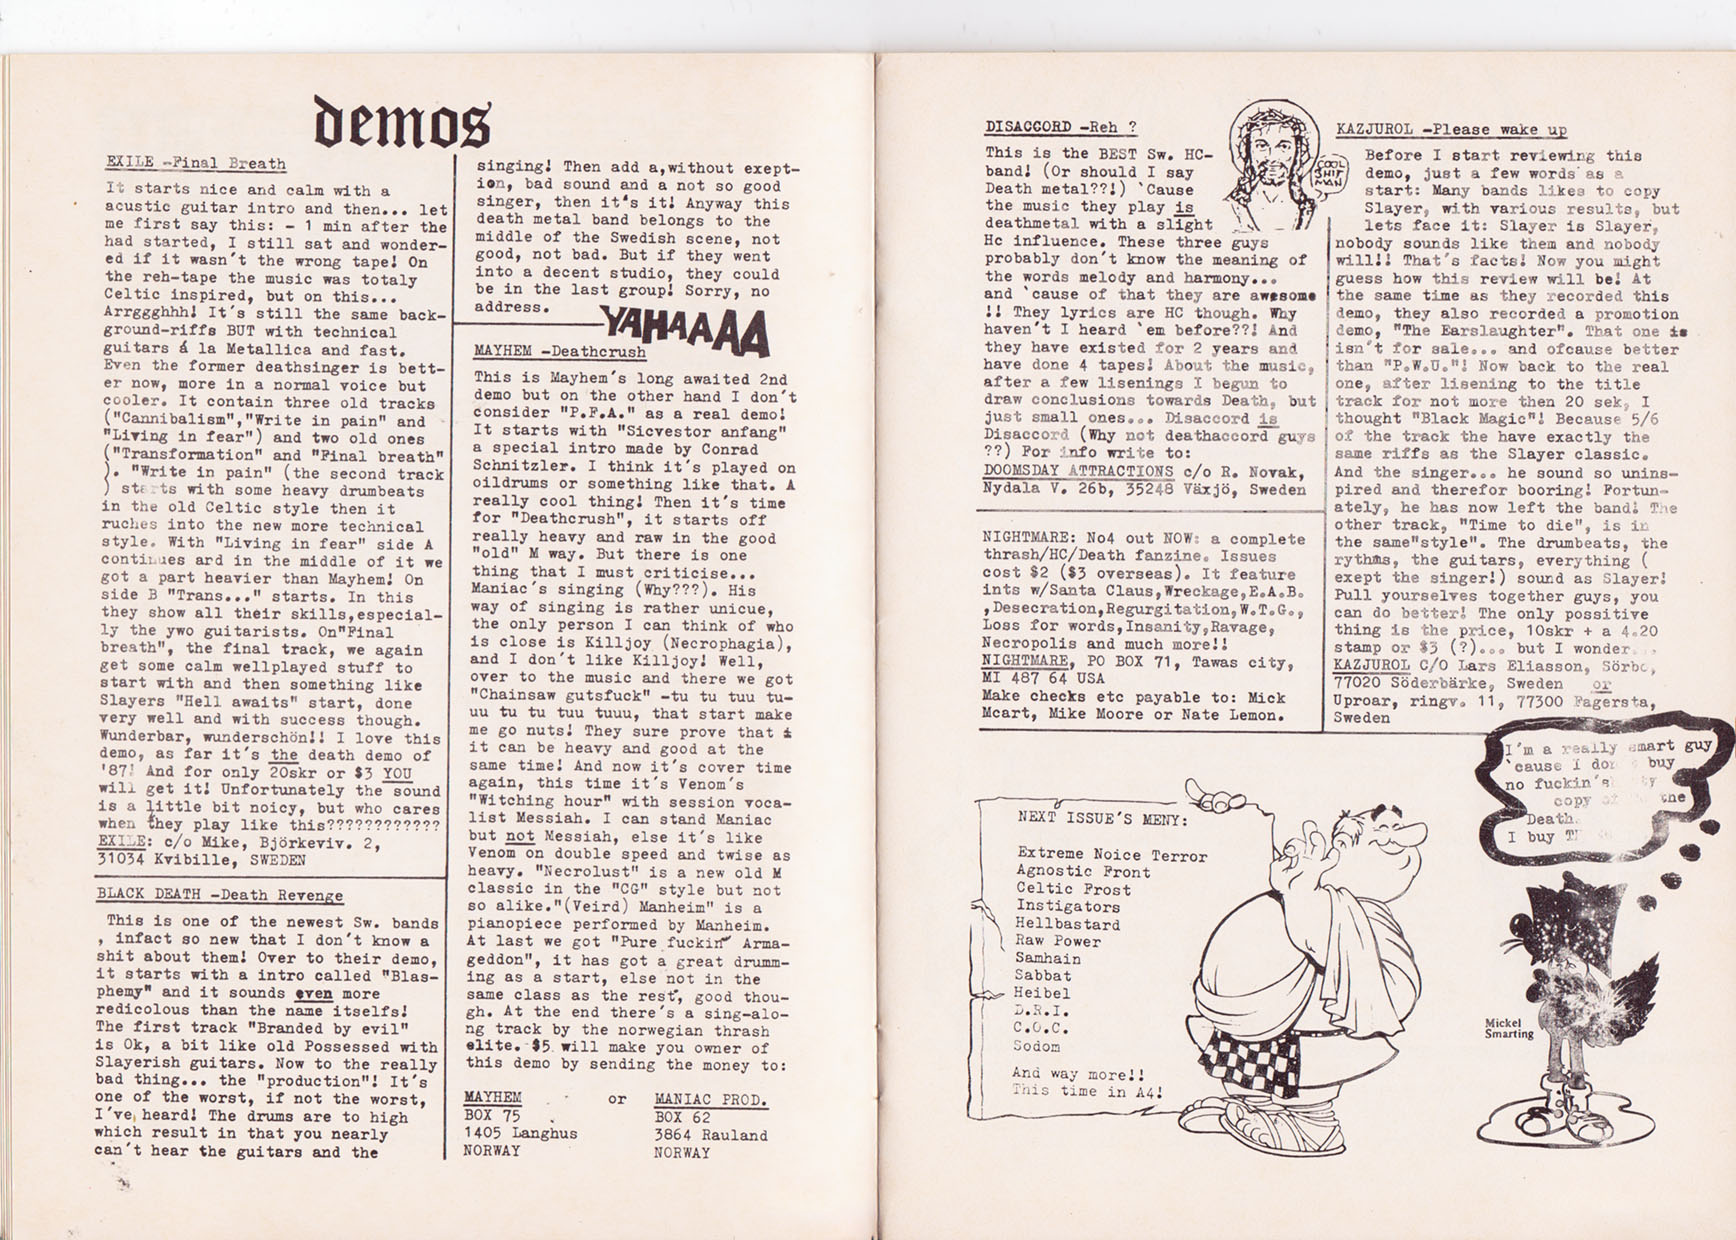 demos
EXILE -Final Breath
It starts nice and calm with a
acustic guitar intro and then... let
me first say this: - 1 min after the
had started, I still sat and wonder-
ed if it wasn't the wrong tape! On
the reh-tape the music was totaly
Celtic inspired, but on this...
Arrggghhh! It's still the same back-
ground-riffs BUT with technical
guitars á la Metallica and fast.
Even the former deathsinger is bett-
er now, more in a normal voice but
cooler. It contain three old tracks
("Cannibalism","Write in pain" and
"Living in fear") and two old ones
("Transformation" and "Final breath"
). "Write in pain" (the second track
) starts with some heavy drumbeats
in the old Celtic style then it
ruches into the new more technical
style. With "Living in fear" side A
continues ard in the middle of it we
got a part heavier than Mayhem! On
side B "Trans..." starts. In this
they show all their skills,especial-
ly the ywo guitarists. On"Final
breath", the final track, we again
get some calm wellplayed stuff to
start with and then something like
Slayers "Hell awaits" start, done
very well and with success though.
Wunderbar, wunderschön!! I love this
demo, as far it's the death demo of
'87! And for only 20skr or $3 YOU
will get it! Unfortunately the sound
is a little bit noicy, but who cares
when they play like this????????????
EXILE: c/o Mike, Björkeviv. 2,
31034 Kvibille, SWEDEN
BLACK DEATH -Death Revenge
This is one of the newest Sw. bands
, infact so new that I don't know a
shit about them! Over to their demo,
it starts with a intro called "Blas-
phemy" and it sounds even more
redicolous than the name itselfs!
The first track "Branded by evil"
is Ok, a bit like old Possessed with
Slayerish guitars. Now to the really
bad thing... the "production"! It's
one of the worst, if not the worst,
I've heard! The drums are to high
which result in that you nearly
can't hear the guitars and the
singing! Then add a,without exept-
ion, bad sound and a not so good
singer, then it's it! Anyway this
death metal band belongs to the
middle of the Swedish scene, not
good, not bad. But if they went
into a decent studio, they could
be in the last group! Sorry, no
address.
YAHAAAA
MAYHEM -Deathcrush
This is Mayhem's long awaited 2nd
demo but on the other hand I don't
consider "P.F.A." as a real demo!
It starts with "Sicvestor anfang"
a special intro made by Conrad
Schnitzler. I think it's played on
oildrums or something like that. A
really cool thing! Then it's time
for "Deathcrush", it starts off
really heavy and raw in the good
"old" M way. But there is one
thing that I must criticise...
Maniac's singing (Why???). His
way of singing is rather unicue,
the only person I can think of who
is close is Killjoy (Necrophagia),
and I don't like Killjoy! Well,
over to the music and there we got
"Chainsaw gutsfuck" -tu tu tuu tu-
uu tu tu tuu tuuu, that start make
me go nuts! They sure prove that i
it can be heavy and good at the
same time! And now it's cover time
again, this time it's Venom's
"Witching hour" with session voca-
list Messiah. I can stand Maniac
but not Messiah, else it's like
Venom on double speed and twise as
heavy. "Necrolust" is a new old M
classic in the "CG" style but not
so alike."(Veird) Manheim" is a
pianopiece performed by Manheim.
At last we got "Pure fuckin' Arma-
geddon", it has got a great drumm-
ing as a start, else not in the
same class as the rest, good thou-
gh. At the end there's a sing-alo-
ng track by the norwegian thrash
elite. $5 will make you owner of
this demo by sending the money to:
MAYHEM or MANIAC PROD.
BOX 75 BOX 62
1405 Langhus 3864 Rauland
NORWAY NORWAY
DISACCORD -Reh ?
This is the BEST Sw. HC-
band! (Or should I say
Death metal??!) `Cause
the music they play is
deathmetal with a slight
Hc influence. These three guys
probably don't know the meaning of
the words melody and harmony...
and `cause of that they are awesome
!! They lyrics are HC though. Why
haven't I heard `em before??! And
they have existed for 2 years and
have done 4 tapes! About the music,
after a few lisenings I begun to
draw conclusions towards Death, but
just small ones... Disaccord is
Disaccord (Why not deathaccord guys
??) For info write to:
DOOMSDAY ATTRACTIONS c/o R. Novak,
Nydala V. 26b, 35248 Växjö, Sweden
COOL
SHIT
MAN
NIGHTMARE: No4 out NOW: a complete
thrash/HC/Death fanzine. Issues
cost $2 ($3 overseas). It feature
ints w/Santa Claus,Wreckage,E.A.B.
,Desecration,Regurgitation,W.T.G.,
Loss for words,Insanity,Ravage,
Necropolis and much more!!
NIGHTMARE, PO BOX 71, Tawas city,
MI 487 64 USA
Make checks etc payable to: Mick
Mcart, Mike Moore or Nate Lemon.
KAZJUROL -Please wake up
Before I start reviewing this
demo, just a few words as a
start: Many bands likes to copy
Slayer, with various results, but
lets face it: Slayer is Slayer,
nobody sounds like them and nobody
will!! That's facts! Now you might
guess how this review will be! At
the same time as they recorded this
demo, they also recorded a promotion
demo, "The Earslaughter". That one is
isn't for sale... and ofcause better
than "P.W.U."! Now back to the real
one, after lisening to the title
track for not more then 20 sek, I
thought "Black Magic"! Because 5/6
of the track the have exactly the
same riffs as the Slayer classic.
And the singer... he sound so unins-
pired and therefor booring! Fortun-
ately, he has now left the band! The
other track, "Time to die", is in
the same"style". The drumbeats, the
rythms, the guitars, everything (
exept the singer!) sound as Slayer!
Pull yourselves together guys, you
can do better! The only possitive
thing is the price, 10skr + a 4.20
stamp or $3 (?)... but I wonder...
KAZJUROL C/O Lars Eliasson, Sörbo,
77020 Söderbärke, Sweden or
Uproar, ringv. 11, 77300 Fagersta,
Sweden
NEXT ISSUE'S MENY:
Extreme Noice Terror
Agnostic Front
Celtic Frost
Instigators
Hellbastard
Raw Power
Samhain
Sabbat
Heibel
D.R.I.
C.O.C.
Sodom
And way more!!
This time in A4!
I'm a really smart guy
`cause I don't buy
no fuckin'
copy of the
Death
I buy
Mickel
Smarting